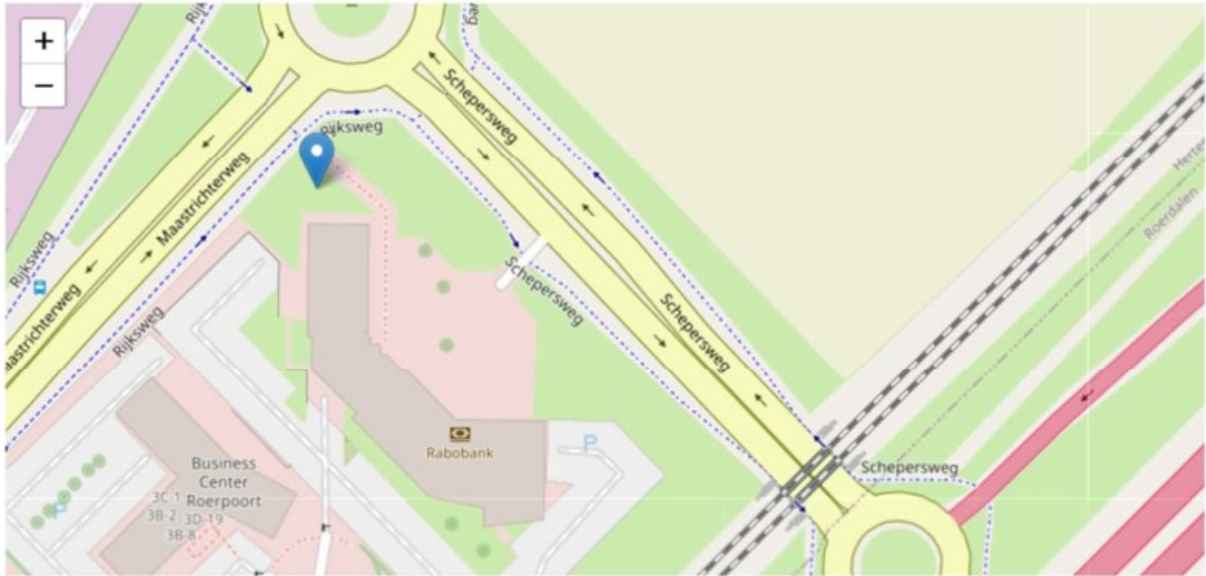 +
−
Rijksweg
Schepersweg
Maastrichterweg
Rijksweg
Maastrichterweg
Rijksweg
Schepersweg
Schepersweg
Rabobank
P
Business
Center
Roerpoort
3C-1
3B-2 3D-19
3B-8
P
Schepersweg
Roerdalen